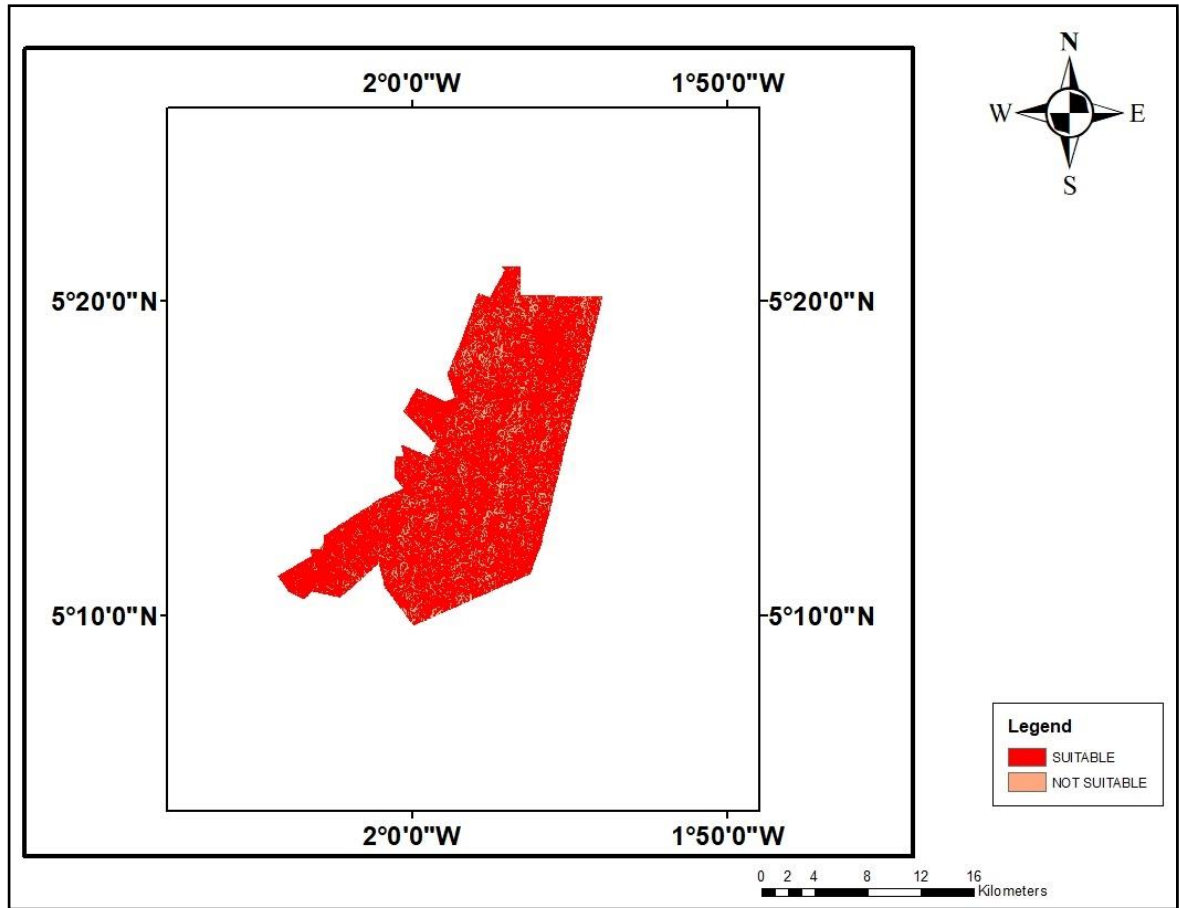 N
2°0'0"W 1°50'0"W
W E
S
5°20'0"N 5°20'0"N
5°10'0"N 5°10'0"N
Legend
SUITABLE
NOT SUITABLE
2°0'0"W 1°50'0"W
0 2 4 8 12 16
Kilometers